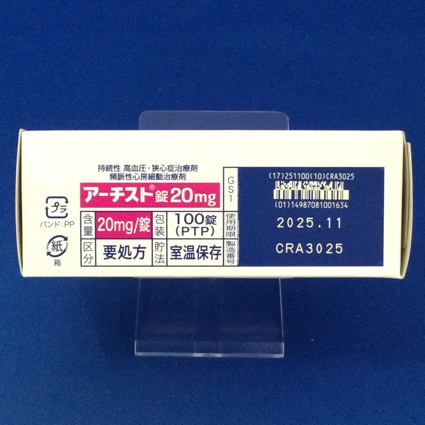 持続性 高血圧・狭心症治療剤
頻脈性心房細動治療剤
アーチスト®錠20mg
含量 20mg/錠 包装 100錠(PTP)
区分 要処方 貯法 室温保存
プラ
バンド:PP
紙
箱
GS1
(17)251100(10)CRA3025
(01)14987081001634
使用期限 2025.11
製造番号 CRA3025